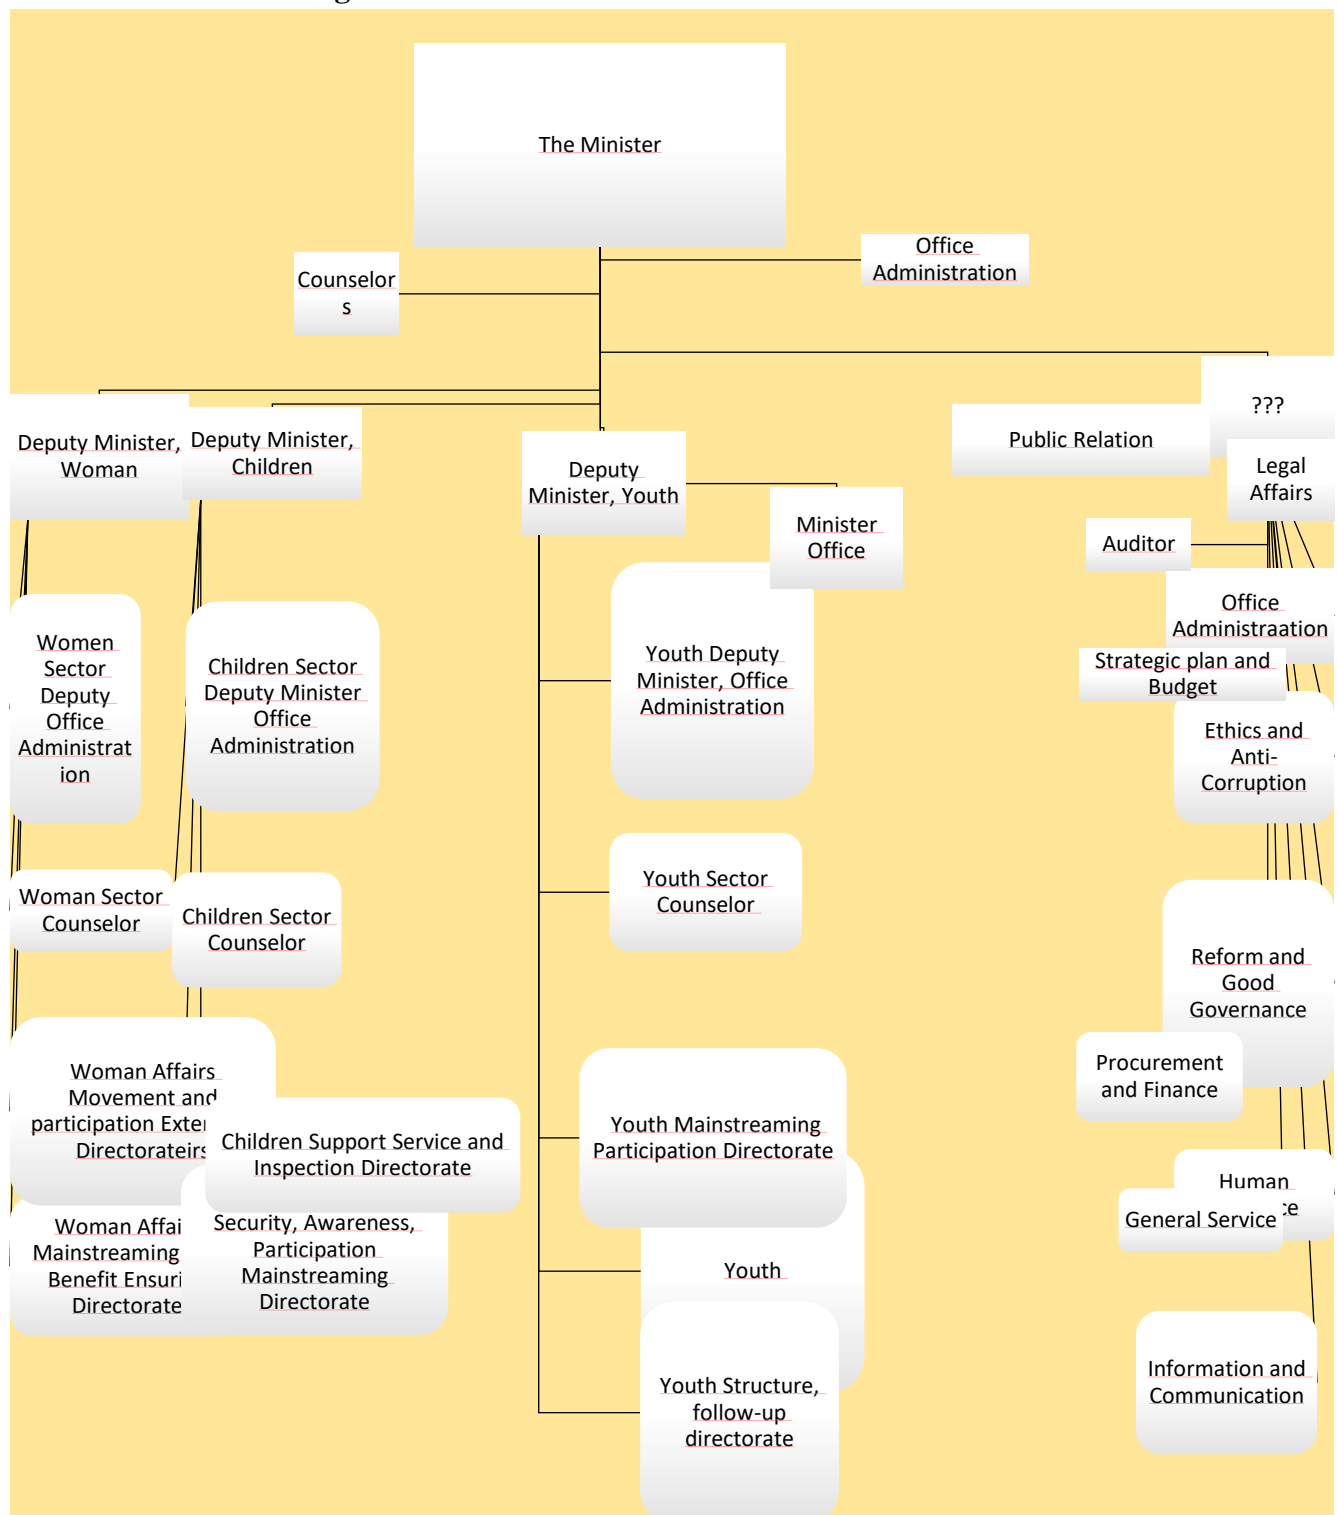 The Minister
Office
Administration
Counselor
s
???
Public Relation
Deputy Minister,
Woman
Deputy Minister,
Children
Deputy
Minister, Youth
Legal
Affairs
Minister
Office
Auditor
Office
Administraation
Strategic plan and
Budget
Women
Sector
Deputy
Office
Administrat
ion
Children Sector
Deputy Minister
Office
Administration
Youth Deputy
Minister, Office
Administration
Ethics and
Anti-
Corruption
Woman Sector
Counselor
Children Sector
Counselor
Youth Sector
Counselor
Reform and
Good
Governance
Procurement
and Finance
Woman Affairs
Movement and
participation
Directorateirs
Children Support Service and
Inspection Directorate
Youth Mainstreaming
Participation Directorate
Human
General Service
Woman
Mainstreaming
Benefit
Directorate
Security, Awareness,
Participation
Mainstreaming
Directorate
Youth
Youth Structure,
follow-up
directorate
Information and
Communication